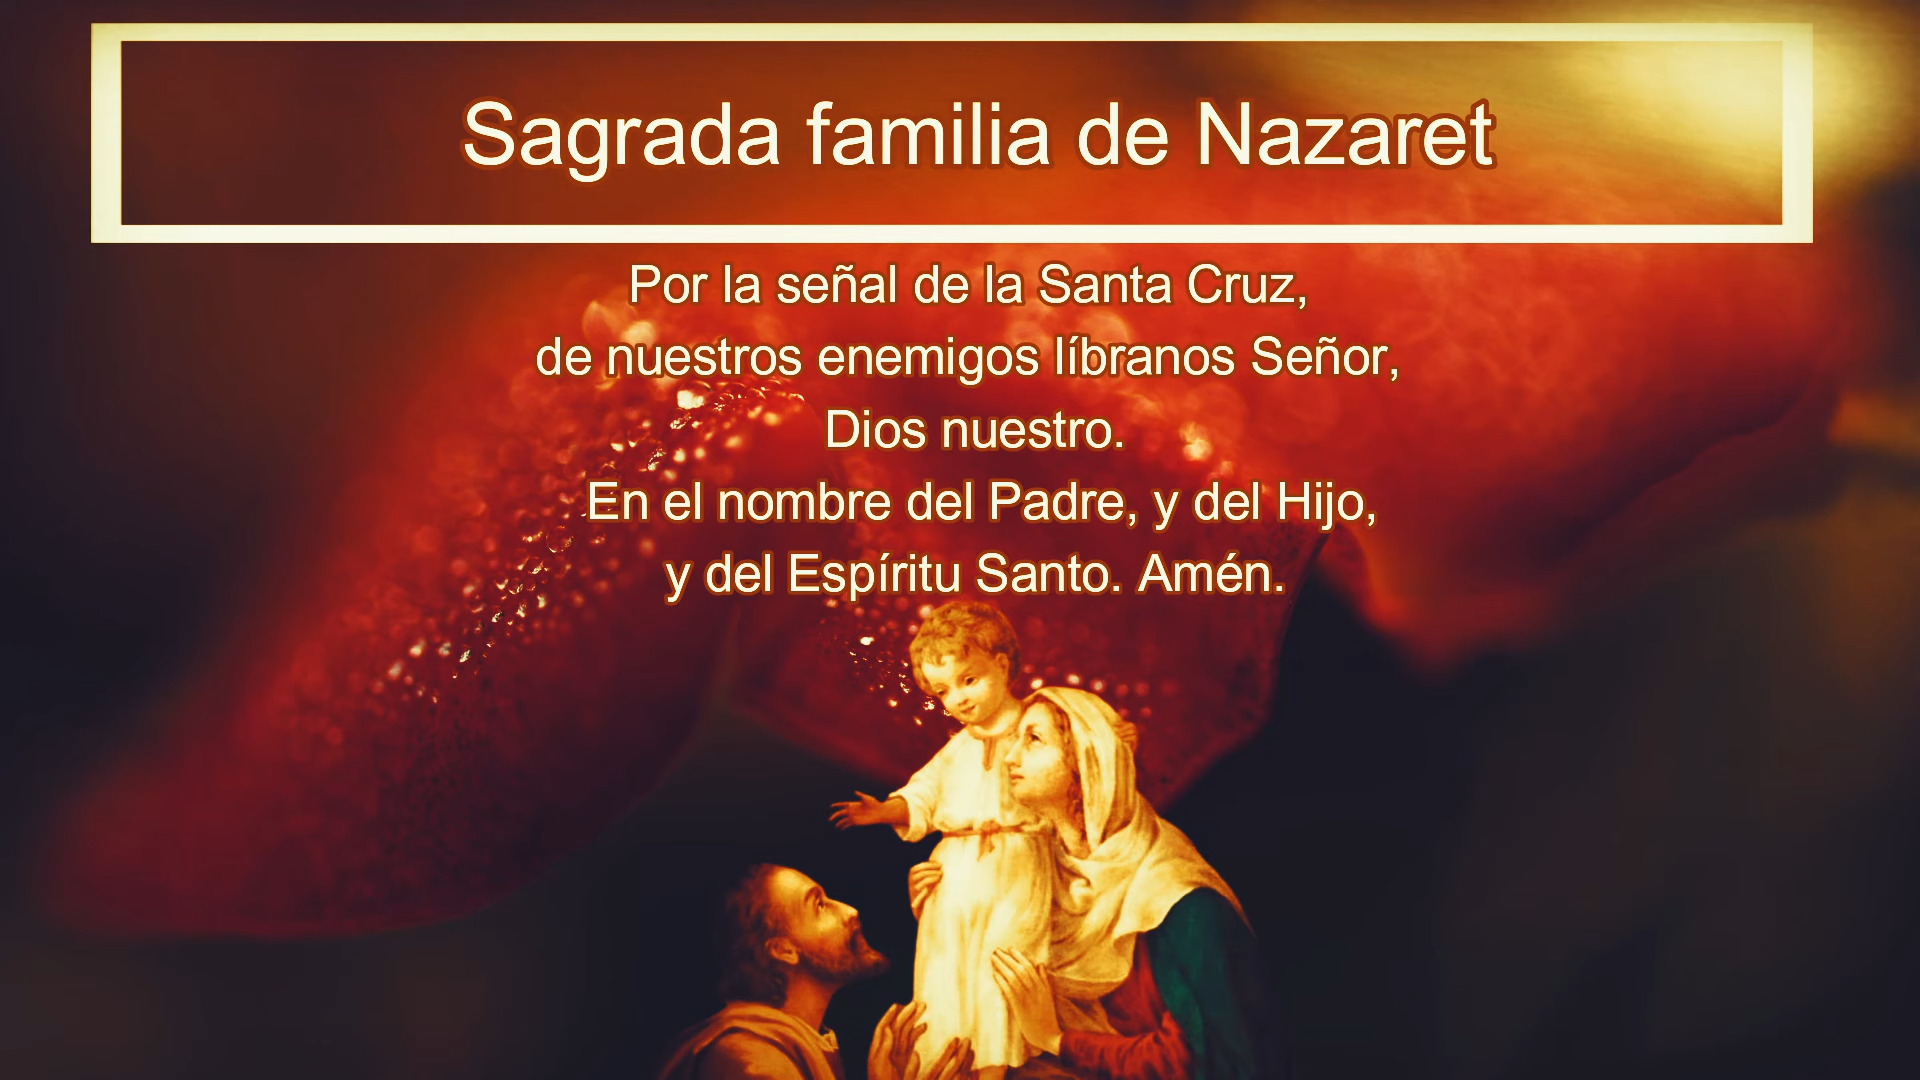 Sagrada familia de Nazaret
Por la señal de la Santa Cruz,
de nuestros enemigos líbranos Señor,
Dios nuestro.
En el nombre del Padre, y del Hijo,
y del Espíritu Santo. Amén.